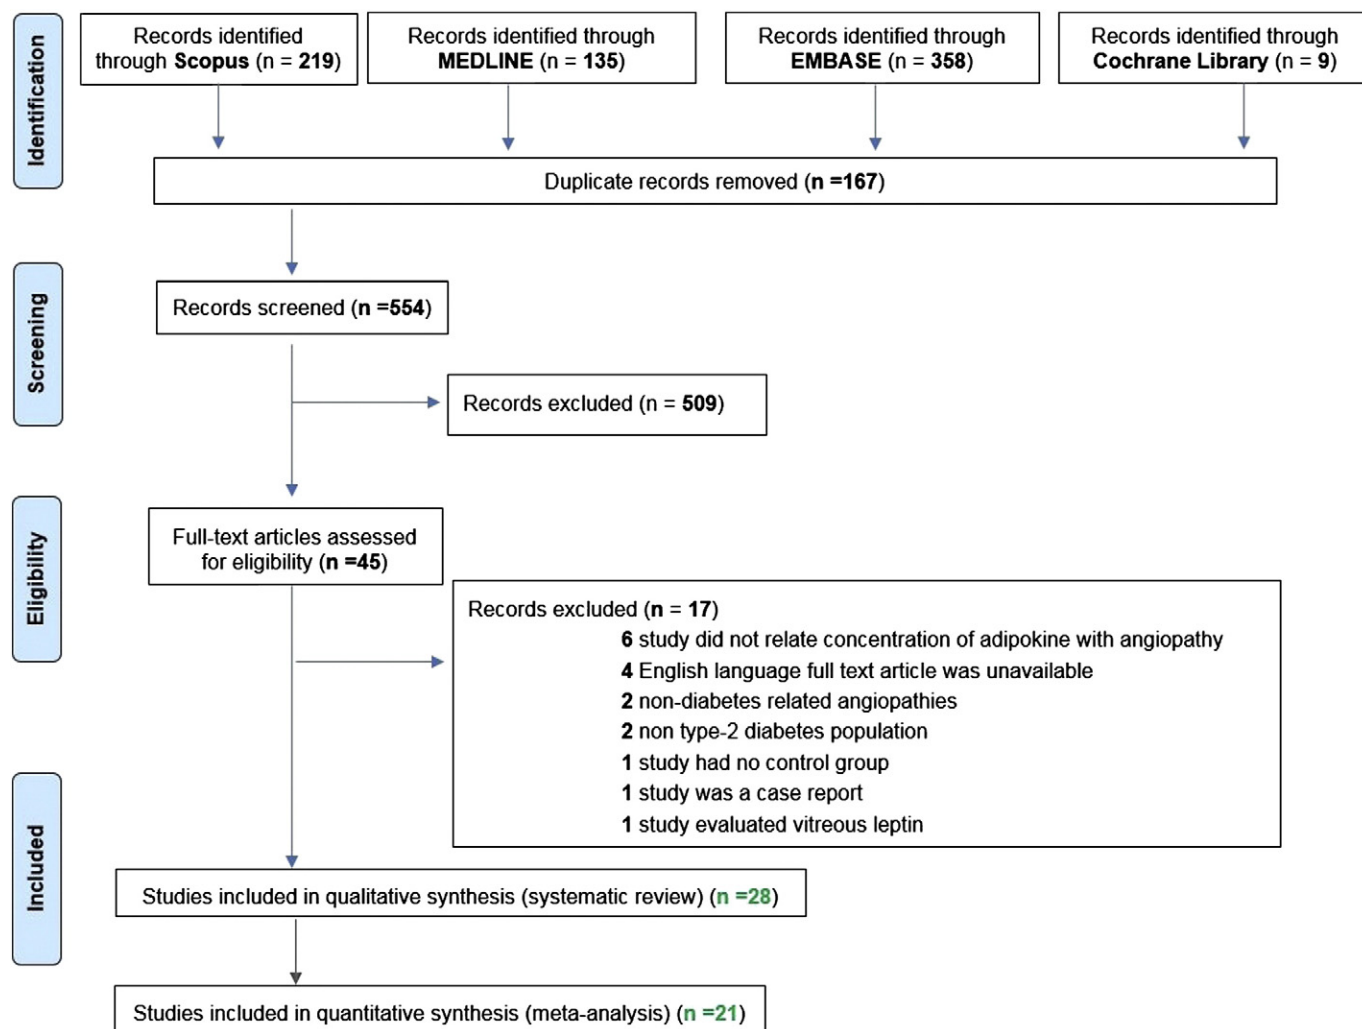 Identification
Records identified
through Scopus (n = 219)
Records identified through
MEDLINE (n = 135)
Records identified through
EMBASE (n = 358)
Records identified through
Cochrane Library (n = 9)
Duplicate records removed (n =167)
Screening
Records screened (n =554)
Records excluded (n = 509)
Eligibility
Full-text articles assessed
for eligibility (n =45)
Records excluded (n = 17)
6 study did not relate concentration of adipokine with angiopathy
4 English language full text article was unavailable
2 non-diabetes related angiopathies
2 non type-2 diabetes population
1 study had no control group
1 study was a case report
1 study evaluated vitreous leptin
Included
Studies included in qualitative synthesis (systematic review) (n =28)
Studies included in quantitative synthesis (meta-analysis) (n =21)